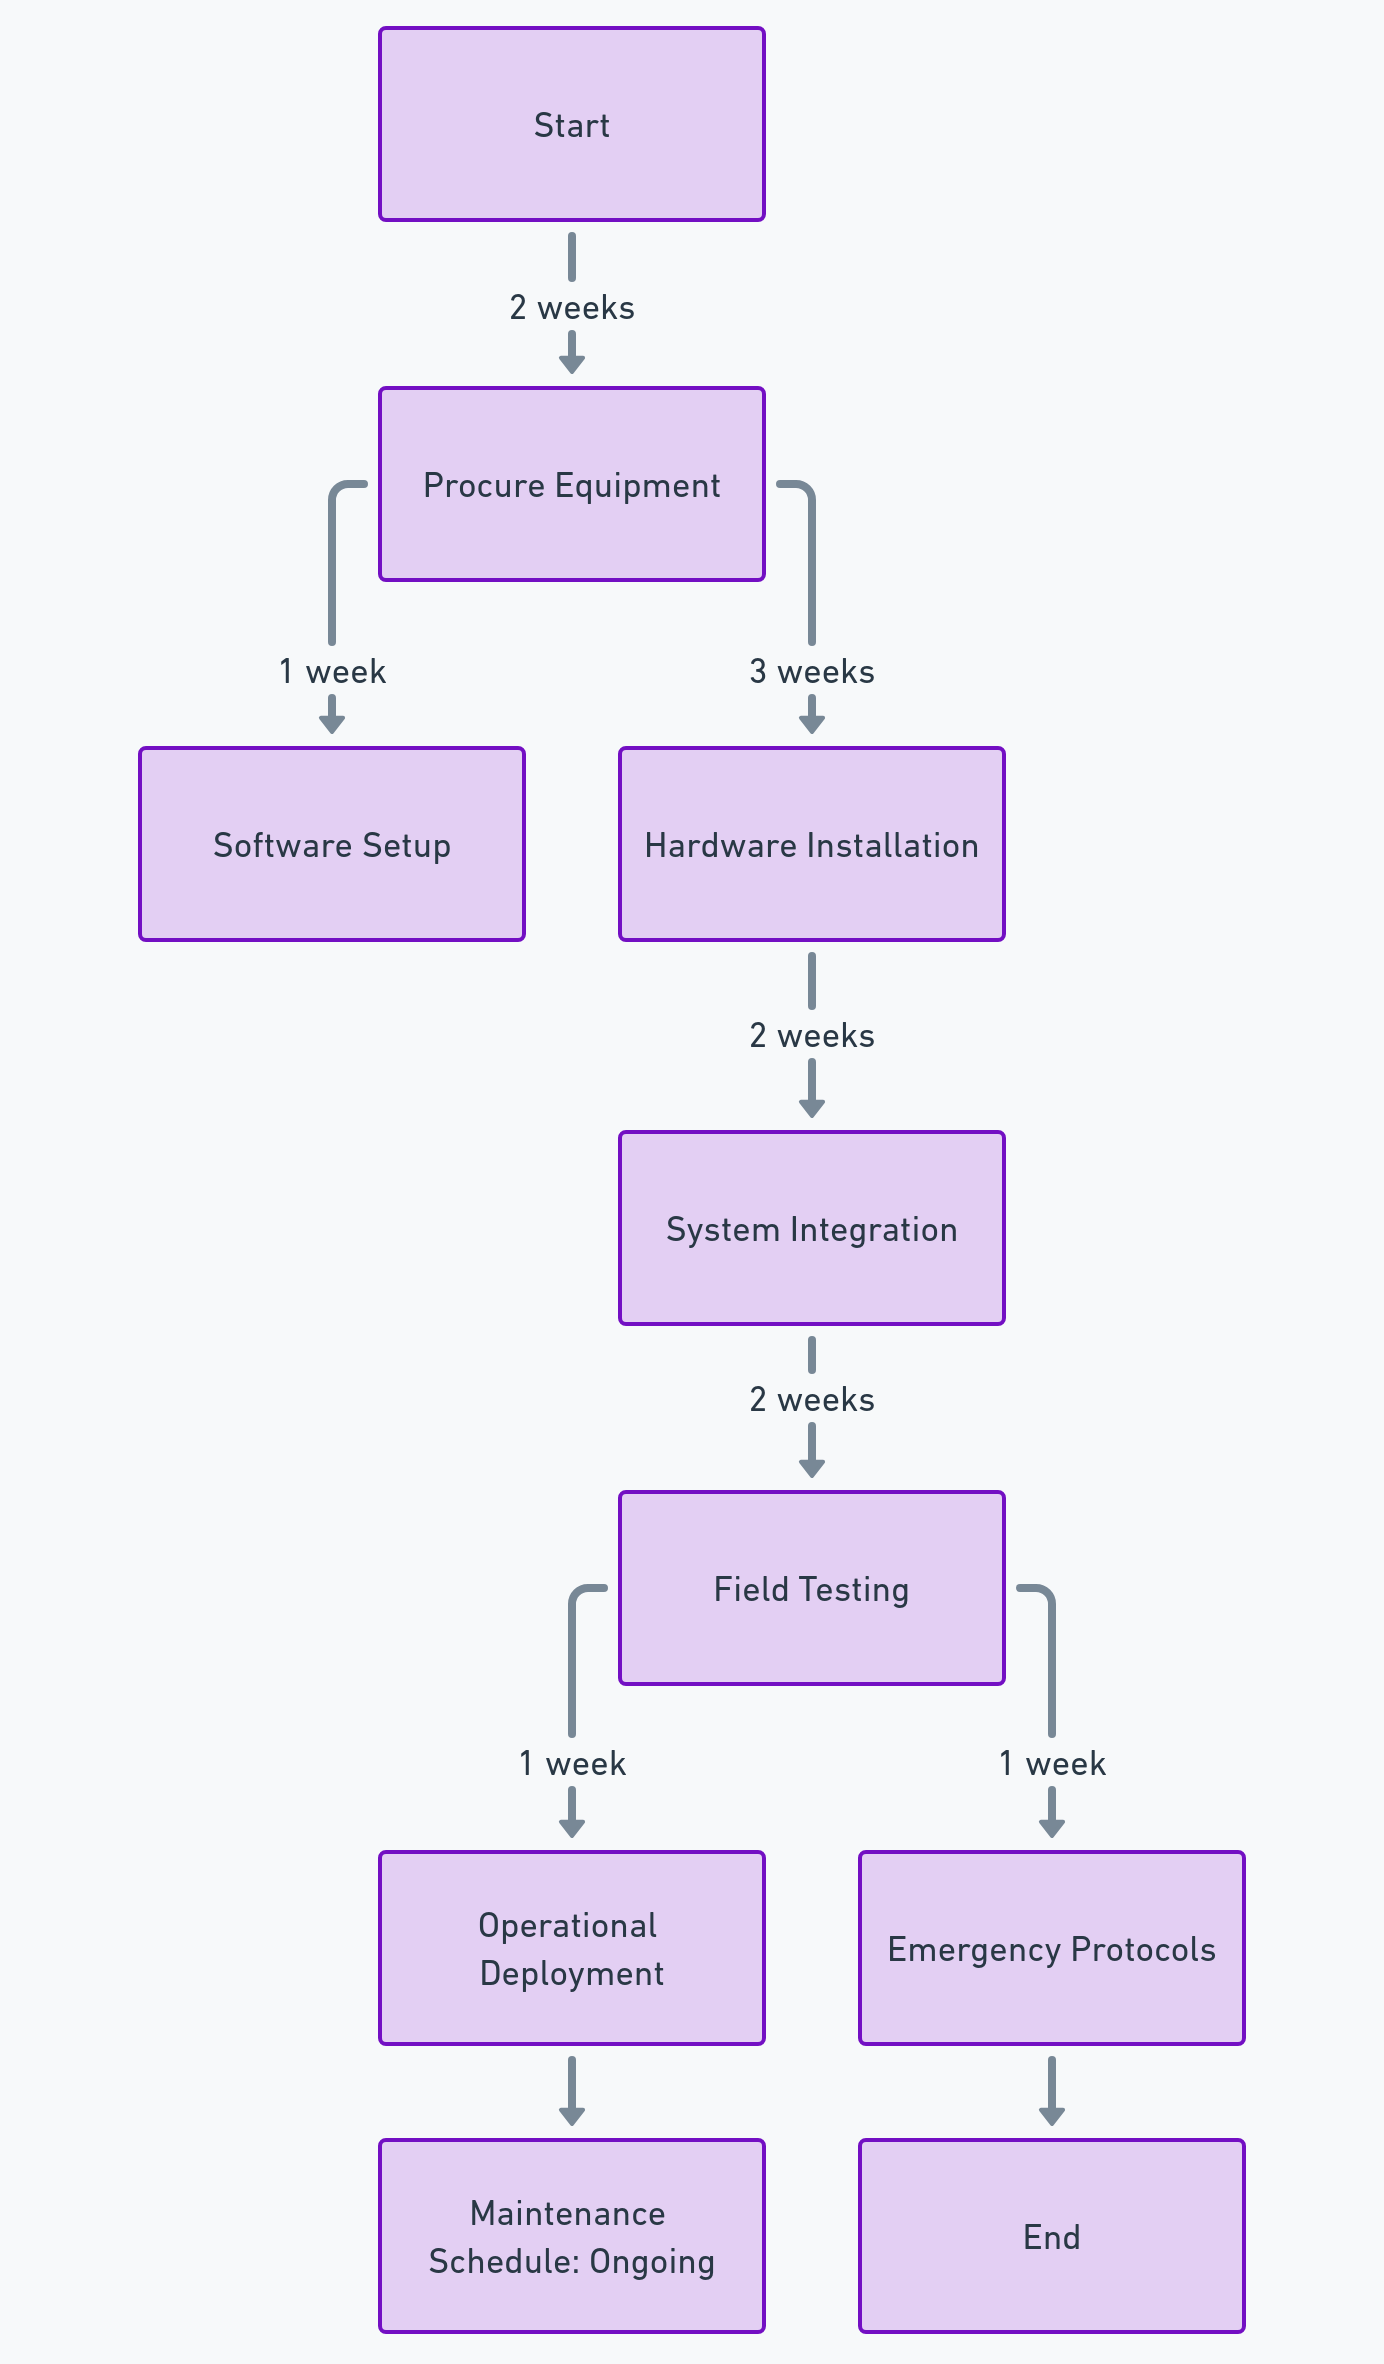 Start
2 weeks
Procure Equipment
1 week
3 weeks
Software Setup
Hardware Installation
2 weeks
System Integration
2 weeks
Field Testing
1 week
1 week
Operational
Deployment
Emergency Protocols
Maintenance
Schedule: Ongoing
End